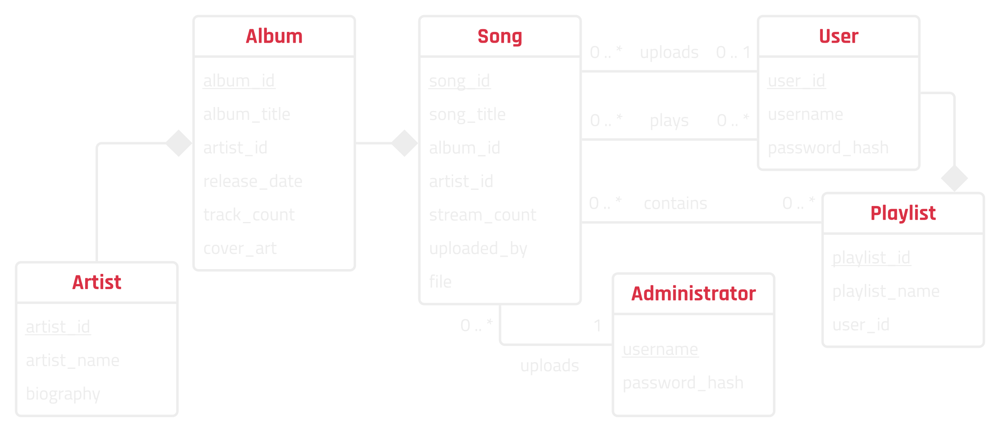 Album
album_id
album_title
artist_id
release_date
track_count
cover_art
Song
song_id
song_title
album_id
artist_id
stream_count
uploaded_by
file
0 .. * uploads 0 .. 1
0 .. * plays 0 .. *
0 .. * contains 0 .. *
User
user_id
username
password_hash
Playlist
playlist_id
playlist_name
user_id
Artist
artist_id
artist_name
biography
0 .. * 1
uploads
Administrator
username
password_hash